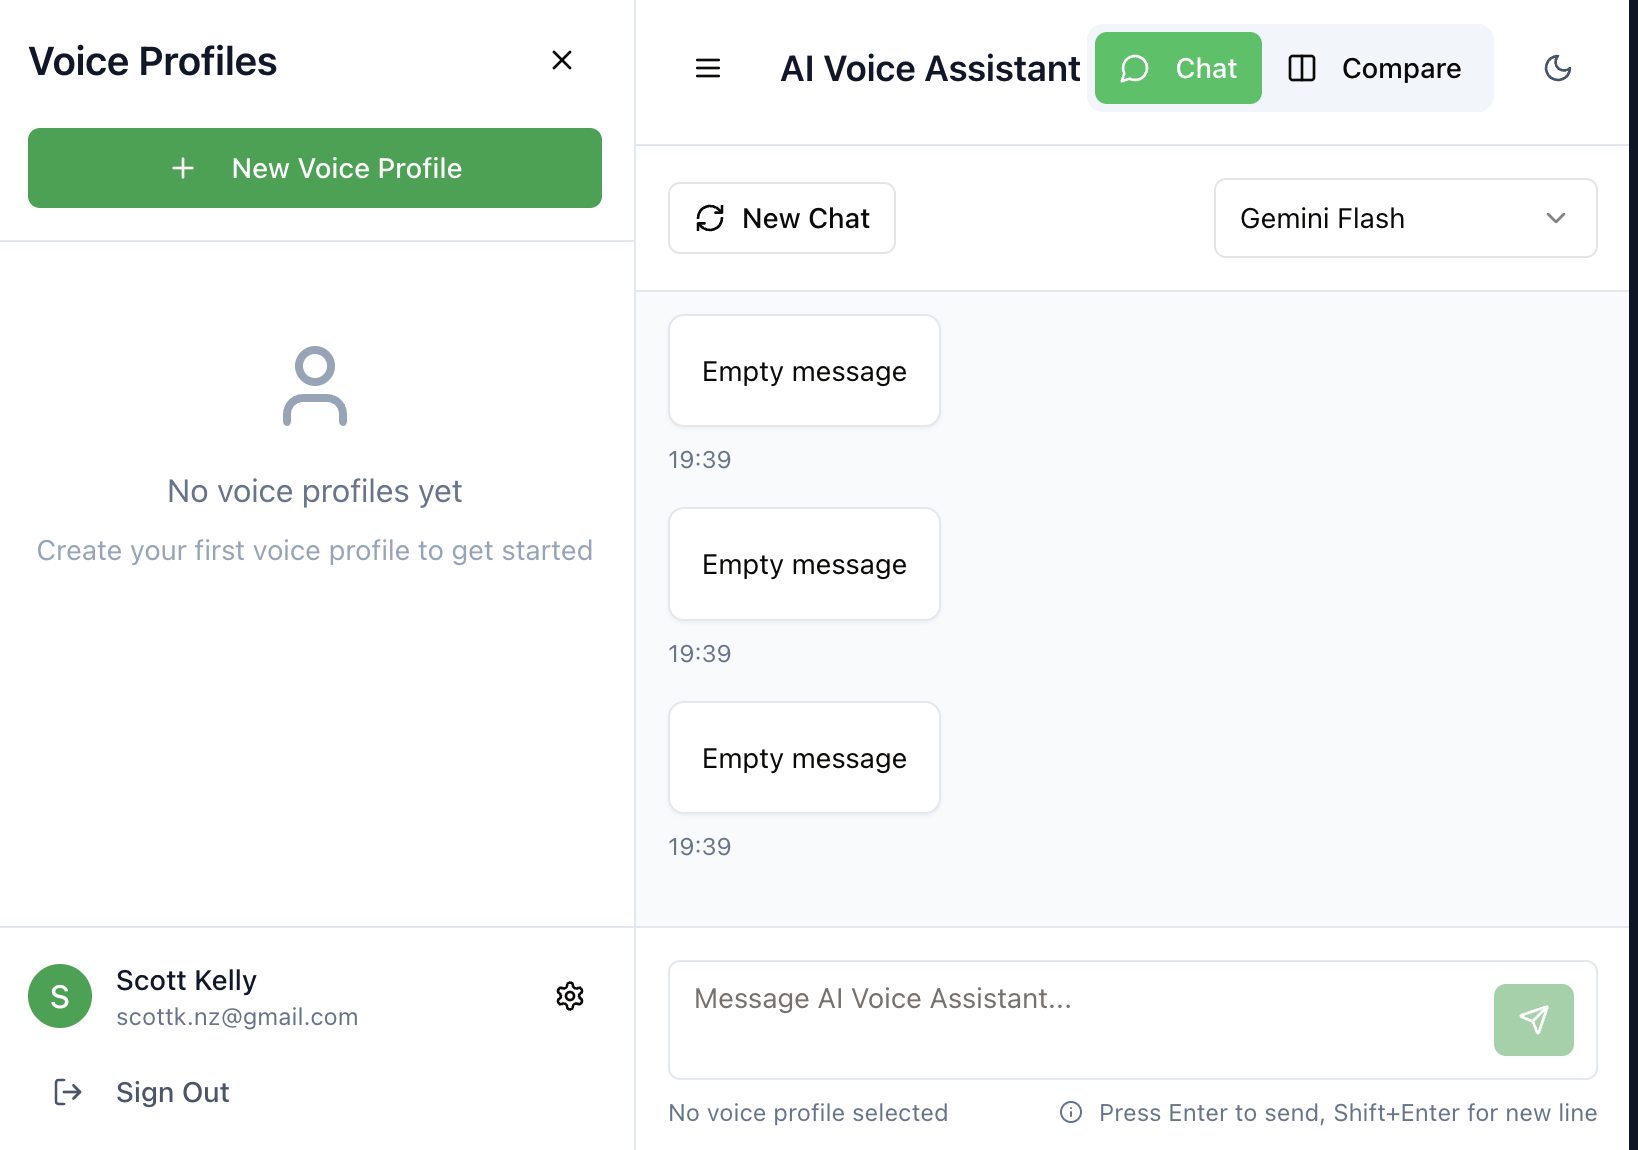 Voice Profiles
New Voice Profile
No voice profiles yet
Create your first voice profile to get started
S
Scott Kelly
scottk.nz@gmail.com
Sign Out
AI Voice Assistant
Chat
Compare
New Chat
Gemini Flash
Empty message
19:39
Empty message
19:39
Empty message
19:39
Message AI Voice Assistant...
No voice profile selected
Press Enter to send, Shift+Enter for new line